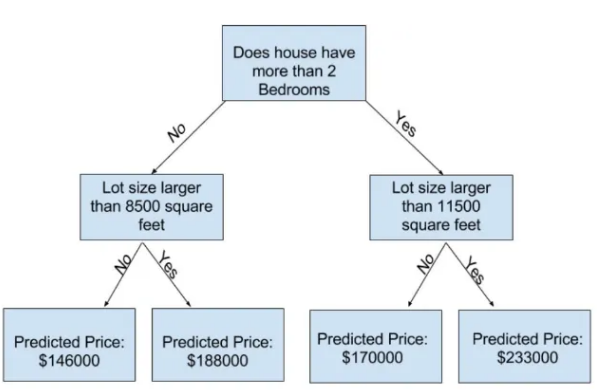 Does house have
more than 2
Bedrooms
No
Yes
Lot size larger
than 8500 square
feet
Lot size larger
than 11500
square feet
No
Yes
No
Yes
Predicted Price:
$146000
Predicted Price:
$188000
Predicted Price:
$170000
Predicted Price:
$233000